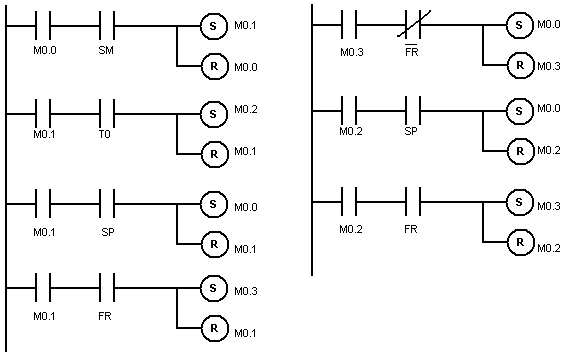 S M0.1
M0.0 SM
R M0.0
S M0.2
M0.1 T0
R M0.1
S M0.0
M0.1 SP
R M0.1
S M0.3
M0.1 FR
R M0.1
S M0.0
M0.3 FR
R M0.3
S M0.0
M0.2 SP
R M0.2
S M0.3
M0.2 FR
R M0.2